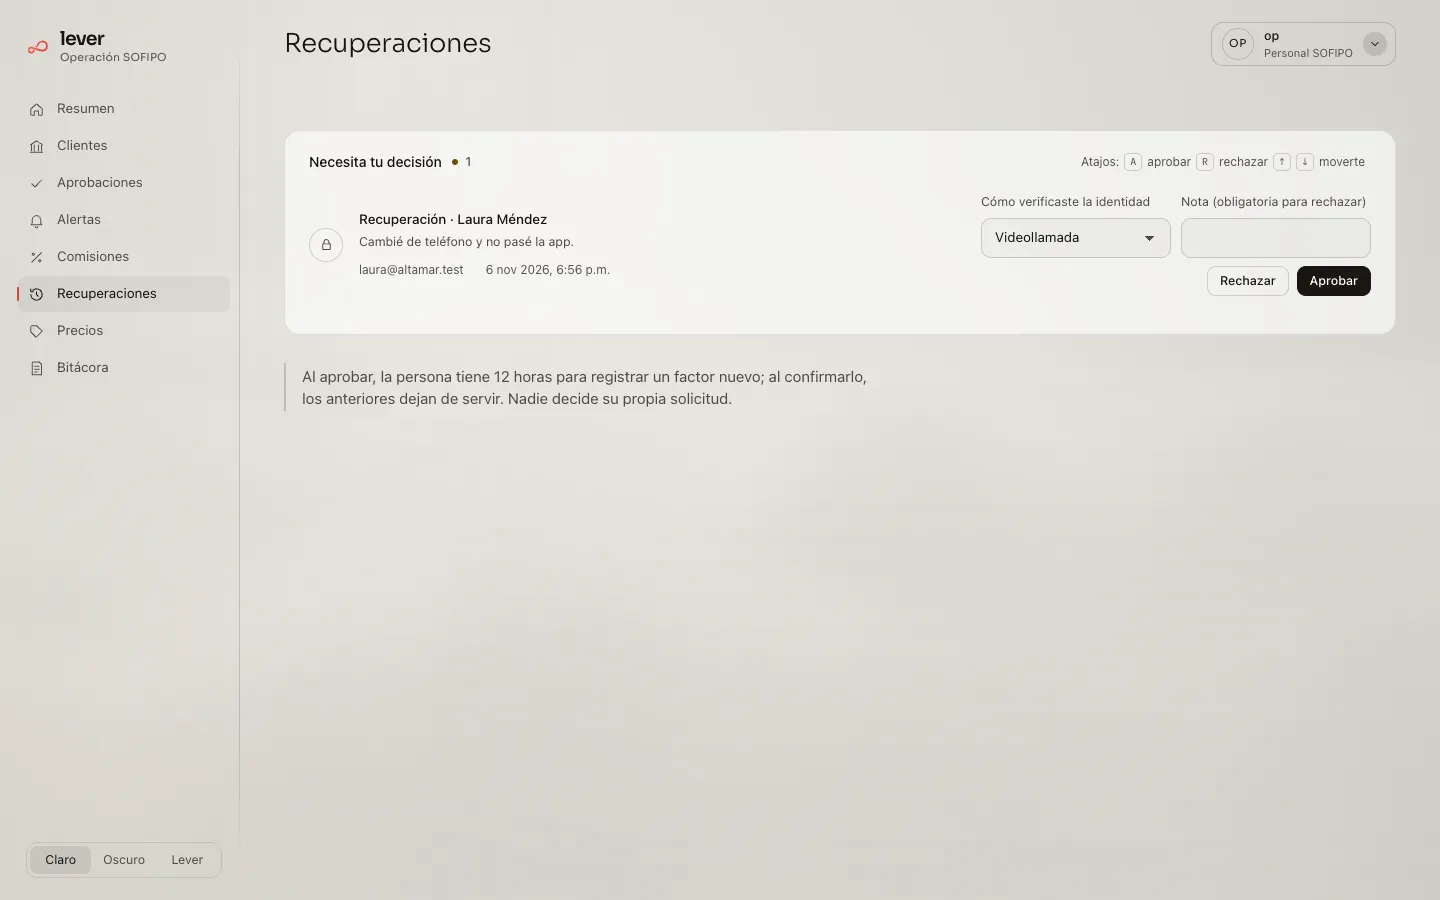 lever
Operación SOFIPO
Resumen
Clientes
Aprobaciones
Alertas
Comisiones
Recuperaciones
Precios
Bitácora
Claro Oscuro Lever
Recuperaciones
OP
op
Personal SOFIPO
Necesita tu decisión 1
Atajos: A aprobar R rechazar ↑ ↓ moverte
Recuperación · Laura Méndez
Cambié de teléfono y no pasé la app.
laura@altamar.test 6 nov 2026, 6:56 p.m.
Cómo verificaste la identidad
Videollamada
Nota (obligatoria para rechazar)
Rechazar Aprobar
Al aprobar, la persona tiene 12 horas para registrar un factor nuevo; al confirmarlo,
los anteriores dejan de servir. Nadie decide su propia solicitud.